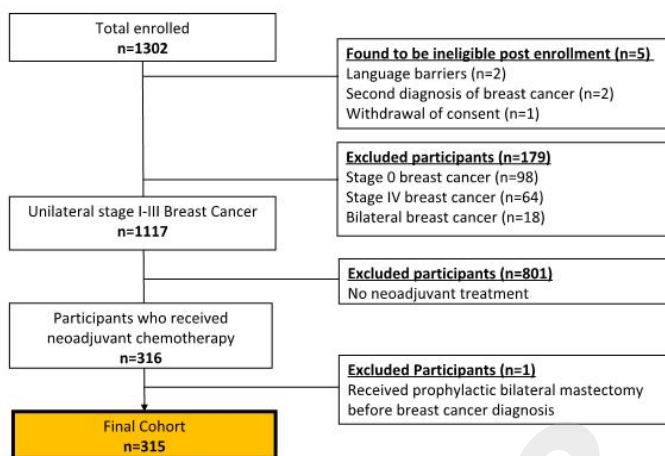 Total enrolled
n=1302
Found to be ineligible post enrollment (n=5)
Language barriers (n=2)
Second diagnosis of breast cancer (n=2)
Withdrawal of consent (n=1)
Excluded participants (n=179)
Stage 0 breast cancer (n=98)
Stage IV breast cancer (n=64)
Bilateral breast cancer (n=18)
Unilateral stage I-III Breast Cancer
n=1117
Excluded participants (n=801)
No neoadjuvant treatment
Participants who received
neoadjuvant chemotherapy
n=316
Excluded Participants (n=1)
Received prophylactic bilateral mastectomy
before breast cancer diagnosis
Final Cohort
n=315